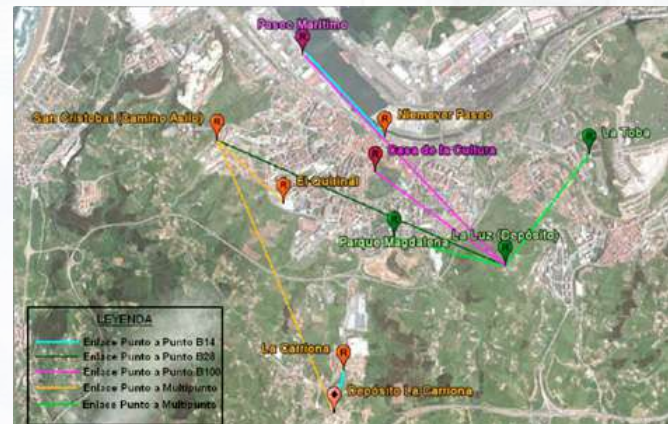 Paseo Marítimo
San Cristobal (Camino Asilo)
Niemeyer Paseo
La Toba
Casa de la Cultura
El Quirinal
Parque Magdalena
La Luz (Depósito)
LEYENDA
Enlace Punto a Punto B14
Enlace Punto a Punto B28
Enlace Punto a Punto B100
Enlace Punto a Multipunto
Enlace Punto a Multipunto
La Carriona
Depósito La Carriona